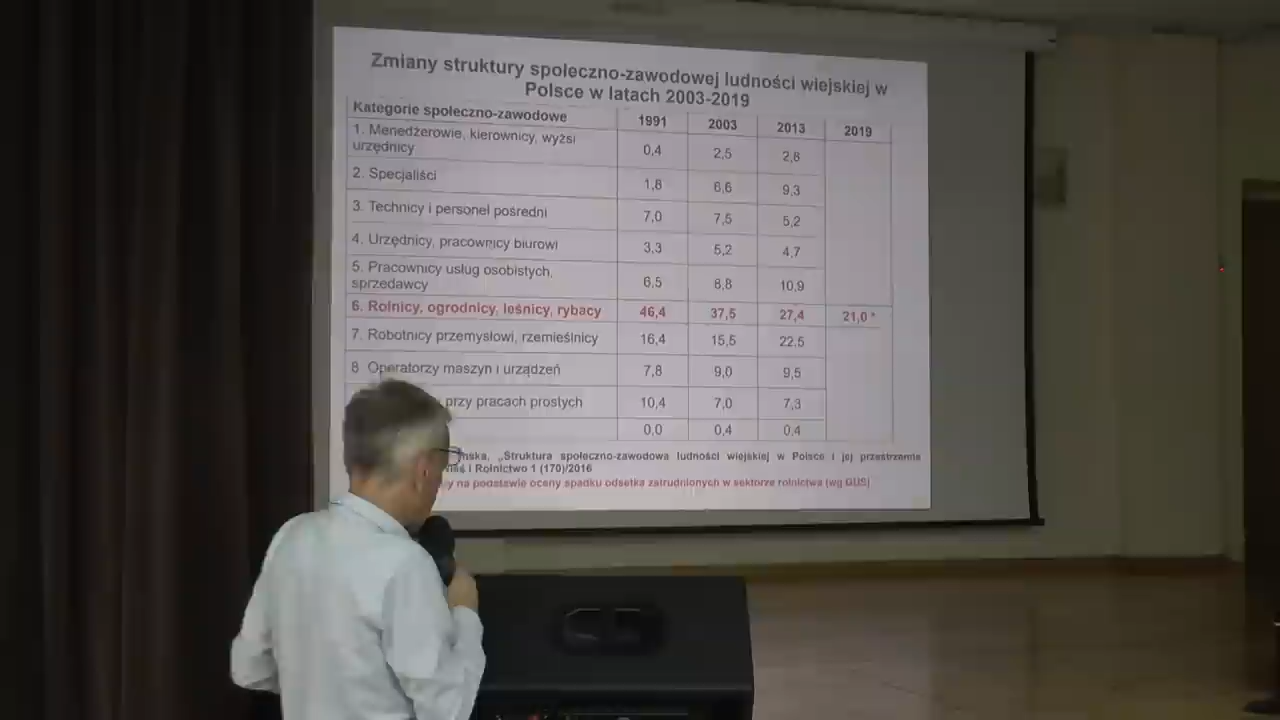 Zmiany struktury społeczno-zawodowej ludności wiejskiej w
Polsce w latach 2003-2019
Kategorie społeczno-zawodowe 1991 2003 2013 2019
1. Menedżerowie, kierownicy, wyżsi
urzędnicy 0,4 2,5 2,8
2. Specjaliści 1,8 6,6 9,3
3. Technicy i personel pośredni 7,0 7,5 5,2
4. Urzędnicy, pracownicy biurowi 3,3 5,2 4,7
5. Pracownicy usług osobistych,
sprzedawcy 6,5 8,8 10,9
6. Rolnicy, ogrodnicy, leśnicy, rybacy 46,4 37,5 27,4 21,0 *
7. Robotnicy przemysłowi, rzemieślnicy 16,4 15,5 22,5
8 Operatorzy maszyn i urządzeń 7,8 9,0 9,5
przy pracach prostych 10,4 7,0 7,3
0,0 0,4 0,4
„Struktura społeczno-zawodowa ludności wiejskiej w Polsce i jej przestrzenne
i Rolnictwo 1 (170)/2016
na podstawie oceny spadku odsetka zatrudnionych w sektorze rolnictwa (wg GUS)